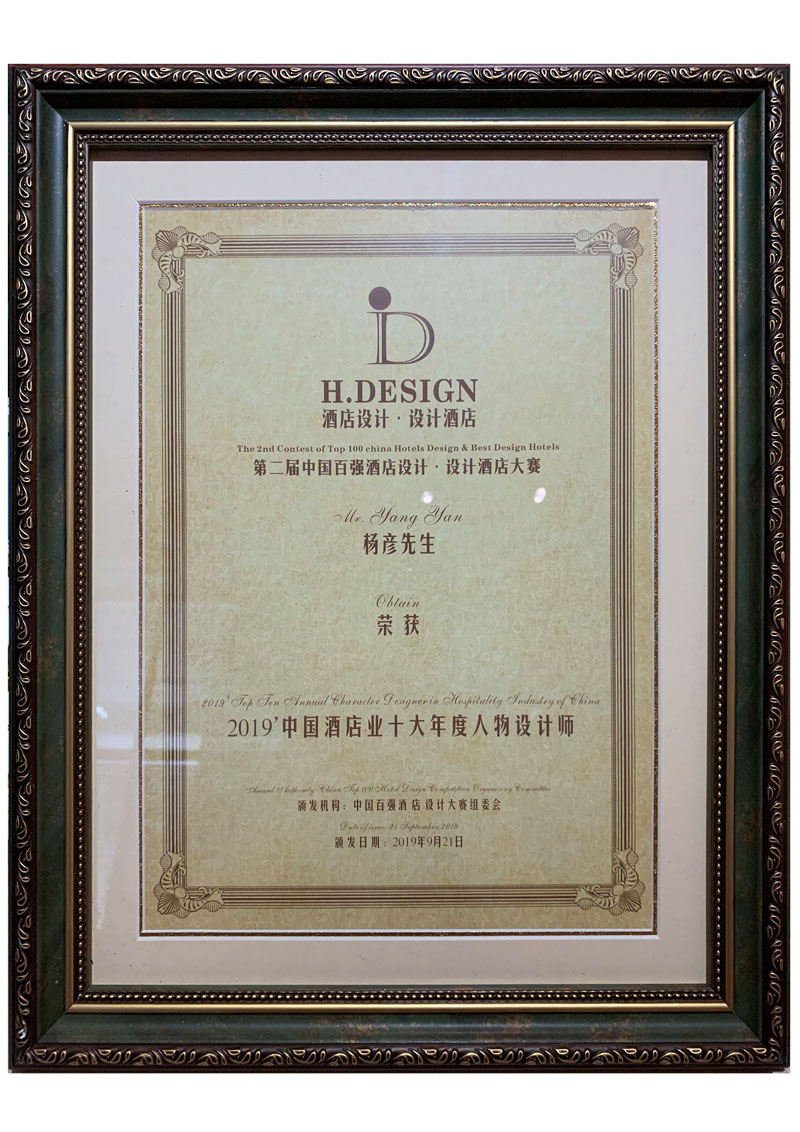 D
H.DESIGN
酒店设计·设计酒店
The 2nd Contest of Top 100 china Hotels Design & Best Design Hotels
第二届中国百强酒店设计·设计酒店大赛
Mr. Yang Yan
杨彦先生
Obtain
荣获
2019' Top Ten Annual Character Designer in Hospitality Industry of China
2019'中国酒店业十大年度人物设计师
Award Authority: China Top 100 Hotel Design Competition Organizing Committee
颁发机构：中国百强酒店设计大赛组委会
Date of issue: 21 September 2019
颁发日期：2019年9月21日